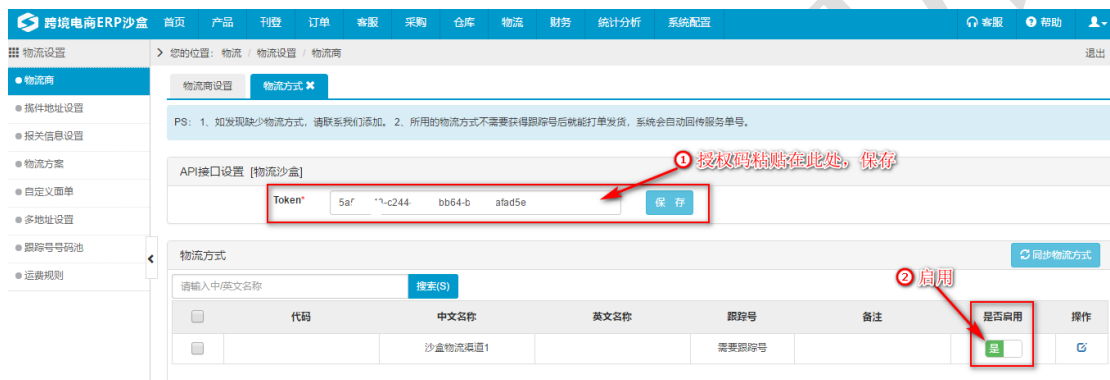 跨境电商ERP沙盒 首页 产品 刊登 订单 客服 采购 仓库 物流 财务 统计分析 系统配置 客服 帮助
物流设置 您的位置: 物流 / 物流设置 / 物流商 退出
物流商 物流商设置 物流方式
揽件地址设置
报关信息设置 PS: 1、如发现缺少物流方式,请联系我们添加。 2、所用的物流方式不需要获得跟踪号后就能打单发货,系统会自动回传服务单号。
物流方案 API接口设置 [物流沙盒] 1 授权码粘贴在此处,保存
自定义面单 Token* c244 bb64-b afad5e 保 存
多地址设置
跟踪号号码池 物流方式 同步物流方式
运费规则 请输入中/英文名称 搜索(S) 2 启用
代码 中文名称 英文名称 跟踪号 备注 是否启用 操作
沙盒物流渠道1 需要跟踪号 是